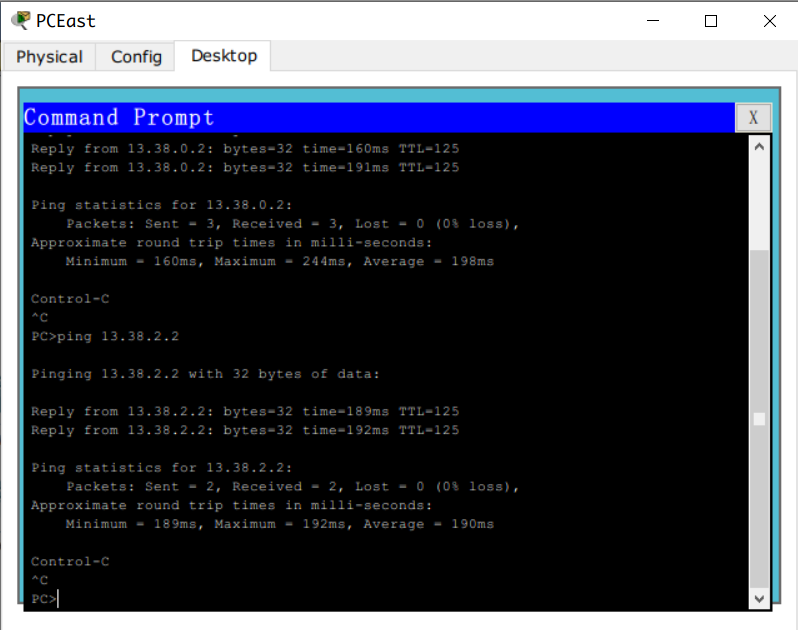 PCEast
Physical Config Desktop
Command Prompt X
Reply from 13.38.0.2: bytes=32 time=160ms TTL=125
Reply from 13.38.0.2: bytes=32 time=191ms TTL=125
Ping statistics for 13.38.0.2:
Packets: Sent = 3, Received = 3, Lost = 0 (0% loss),
Approximate round trip times in milli-seconds:
Minimum = 160ms, Maximum = 244ms, Average = 198ms
Control-C
^C
PC>ping 13.38.2.2
Pinging 13.38.2.2 with 32 bytes of data:
Reply from 13.38.2.2: bytes=32 time=189ms TTL=125
Reply from 13.38.2.2: bytes=32 time=192ms TTL=125
Ping statistics for 13.38.2.2:
Packets: Sent = 2, Received = 2, Lost = 0 (0% loss),
Approximate round trip times in milli-seconds:
Minimum = 189ms, Maximum = 192ms, Average = 190ms
Control-C
^C
PC>